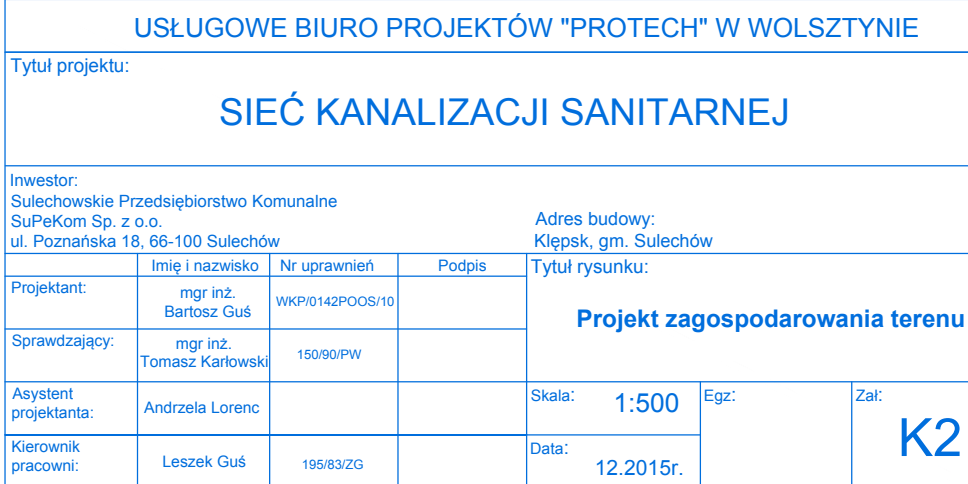 USŁUGOWE BIURO PROJEKTÓW "PROTECH" W WOLSZTYNIE
Tytuł projektu:
SIEĆ KANALIZACJI SANITARNEJ
Inwestor:
Sulechowskie Przedsiębiorstwo Komunalne
SuPeKom Sp. z o.o.
ul. Poznańska 18, 66-100 Sulechów
Adres budowy:
Klępsk, gm. Sulechów
Imię i nazwisko Nr uprawnień Podpis
Projektant:
mgr inż.
Bartosz Guś
WKP/0142POOS/10
Sprawdzający:
mgr inż.
Tomasz Karłowski
150/90/PW
Asystent
projektanta:
Andrzela Lorenc
Kierownik
pracowni:
Leszek Guś
195/83/ZG
Tytuł rysunku:
Projekt zagospodarowania terenu
Skala: 1:500
Egz:
Zał:
K2
Data:
12.2015r.